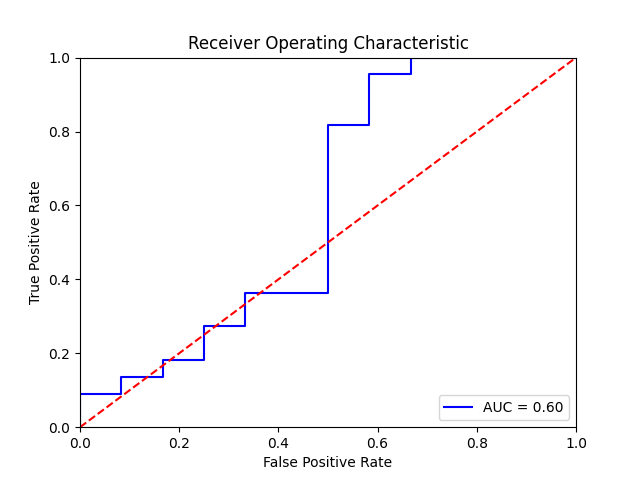 Receiver Operating Characteristic
True Positive Rate
1.0
0.8
0.6
0.4
0.2
0.0
AUC = 0.60
0.0 0.2 0.4 0.6 0.8 1.0
False Positive Rate